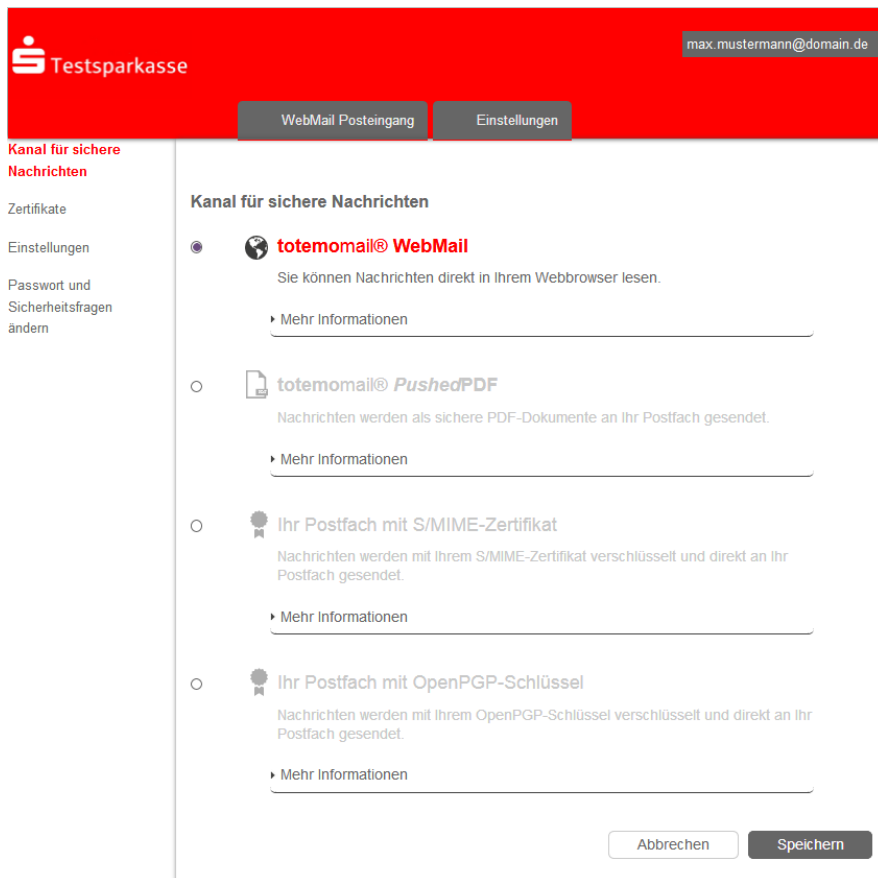 Testsparkasse
max.mustermann@domain.de
WebMail Posteingang
Einstellungen
Kanal für sichere
Nachrichten
Zertifikate
Einstellungen
Passwort und
Sicherheitsfragen
ändern
Kanal für sichere Nachrichten
totemomail® WebMail
Sie können Nachrichten direkt in Ihrem Webbrowser lesen.
Mehr Informationen
totemomail® PushedPDF
Nachrichten werden als sichere PDF-Dokumente an Ihr Postfach gesendet.
Mehr Informationen
Ihr Postfach mit S/MIME-Zertifikat
Nachrichten werden mit Ihrem S/MIME-Zertifikat verschlüsselt und direkt an Ihr
Postfach gesendet.
Mehr Informationen
Ihr Postfach mit OpenPGP-Schlüssel
Nachrichten werden mit Ihrem OpenPGP-Schlüssel verschlüsselt und direkt an Ihr
Postfach gesendet.
Mehr Informationen
Abbrechen
Speichern